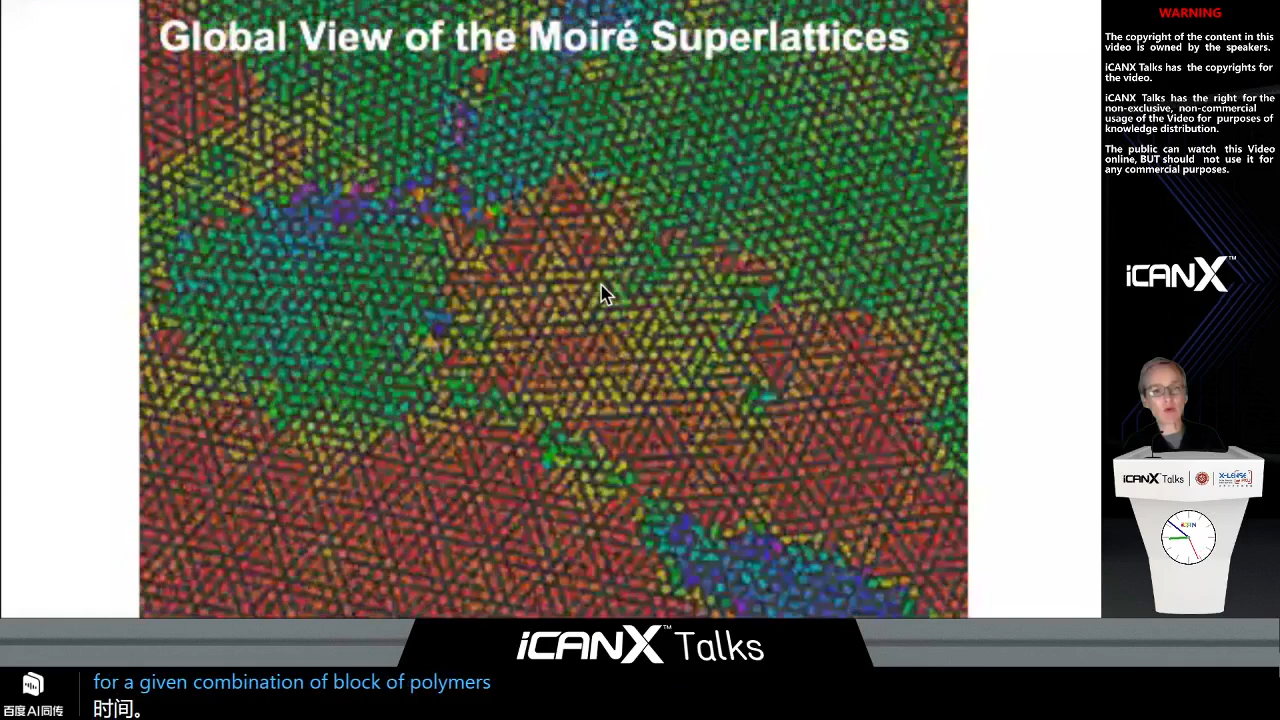 Global View of the Moiré Superlattices
WARNING
The copyright of the content in this
video is owned by the speakers.
iCANX Talks has the copyrights for
the video.
iCANX Talks has the right for the
non-exclusive, non-commercial
usage of the Video for purposes of
knowledge distribution.
The public can watch this Video
online, BUT should not use it for
any commercial purposes.
iCANX™
iCANX Talks
X-LENSE
iCANX™ Talks
for a given combination of block of polymers
时间。
百度AI同传